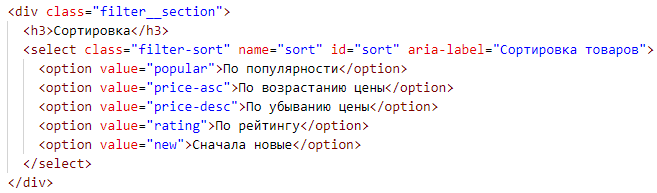 <div class="filter__section">
<h3>Сортировка</h3>
<select class="filter-sort" name="sort" id="sort" aria-label="Сортировка товаров">
<option value="popular">По популярности</option>
<option value="price-asc">По возрастанию цены</option>
<option value="price-desc">По убыванию цены</option>
<option value="rating">По рейтингу</option>
<option value="new">Сначала новые</option>
</select>
</div>